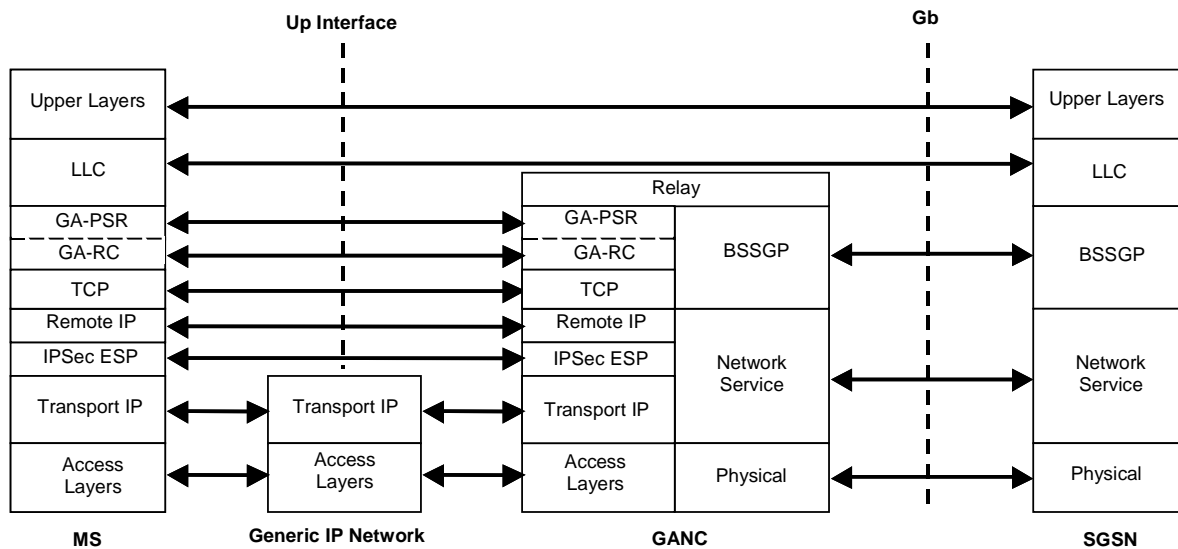 Up Interface
Gb
Upper Layers
Upper Layers
LLC
LLC
Relay
GA-PSR
GA-PSR
GA-RC
GA-RC
BSSGP
BSSGP
TCP
TCP
Remote IP
Remote IP
IPSec ESP
IPSec ESP
Network
Service
Network
Service
Transport IP
Transport IP
Transport IP
Access
Layers
Access
Layers
Access
Layers
Physical
Physical
MS
Generic IP Network
GANC
SGSN